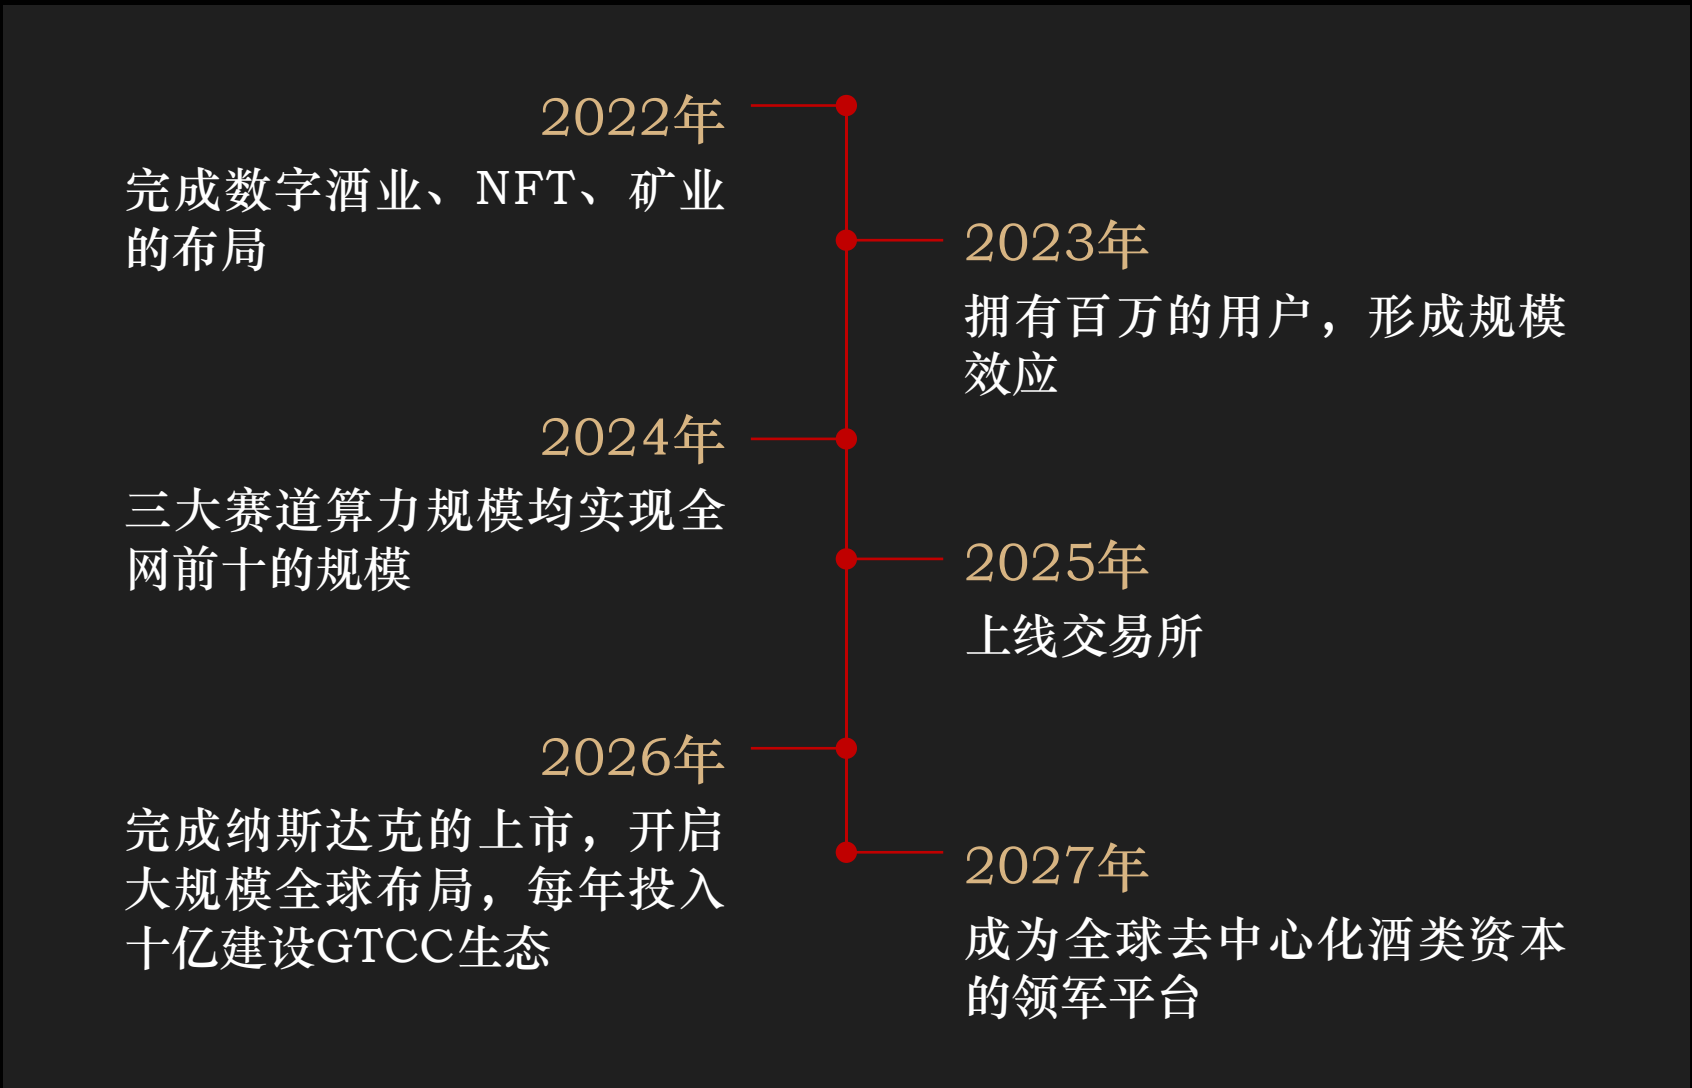 2022年
完成数字酒业、NFT、矿业
的布局
2023年
拥有百万的用户，形成规模
效应
2024年
三大赛道算力规模均实现全
网前十的规模
2025年
上线交易所
2026年
完成纳斯达克的上市，开启
大规模全球布局，每年投入
十亿建设GTCC生态
2027年
成为全球去中心化酒类资本
的领军平台